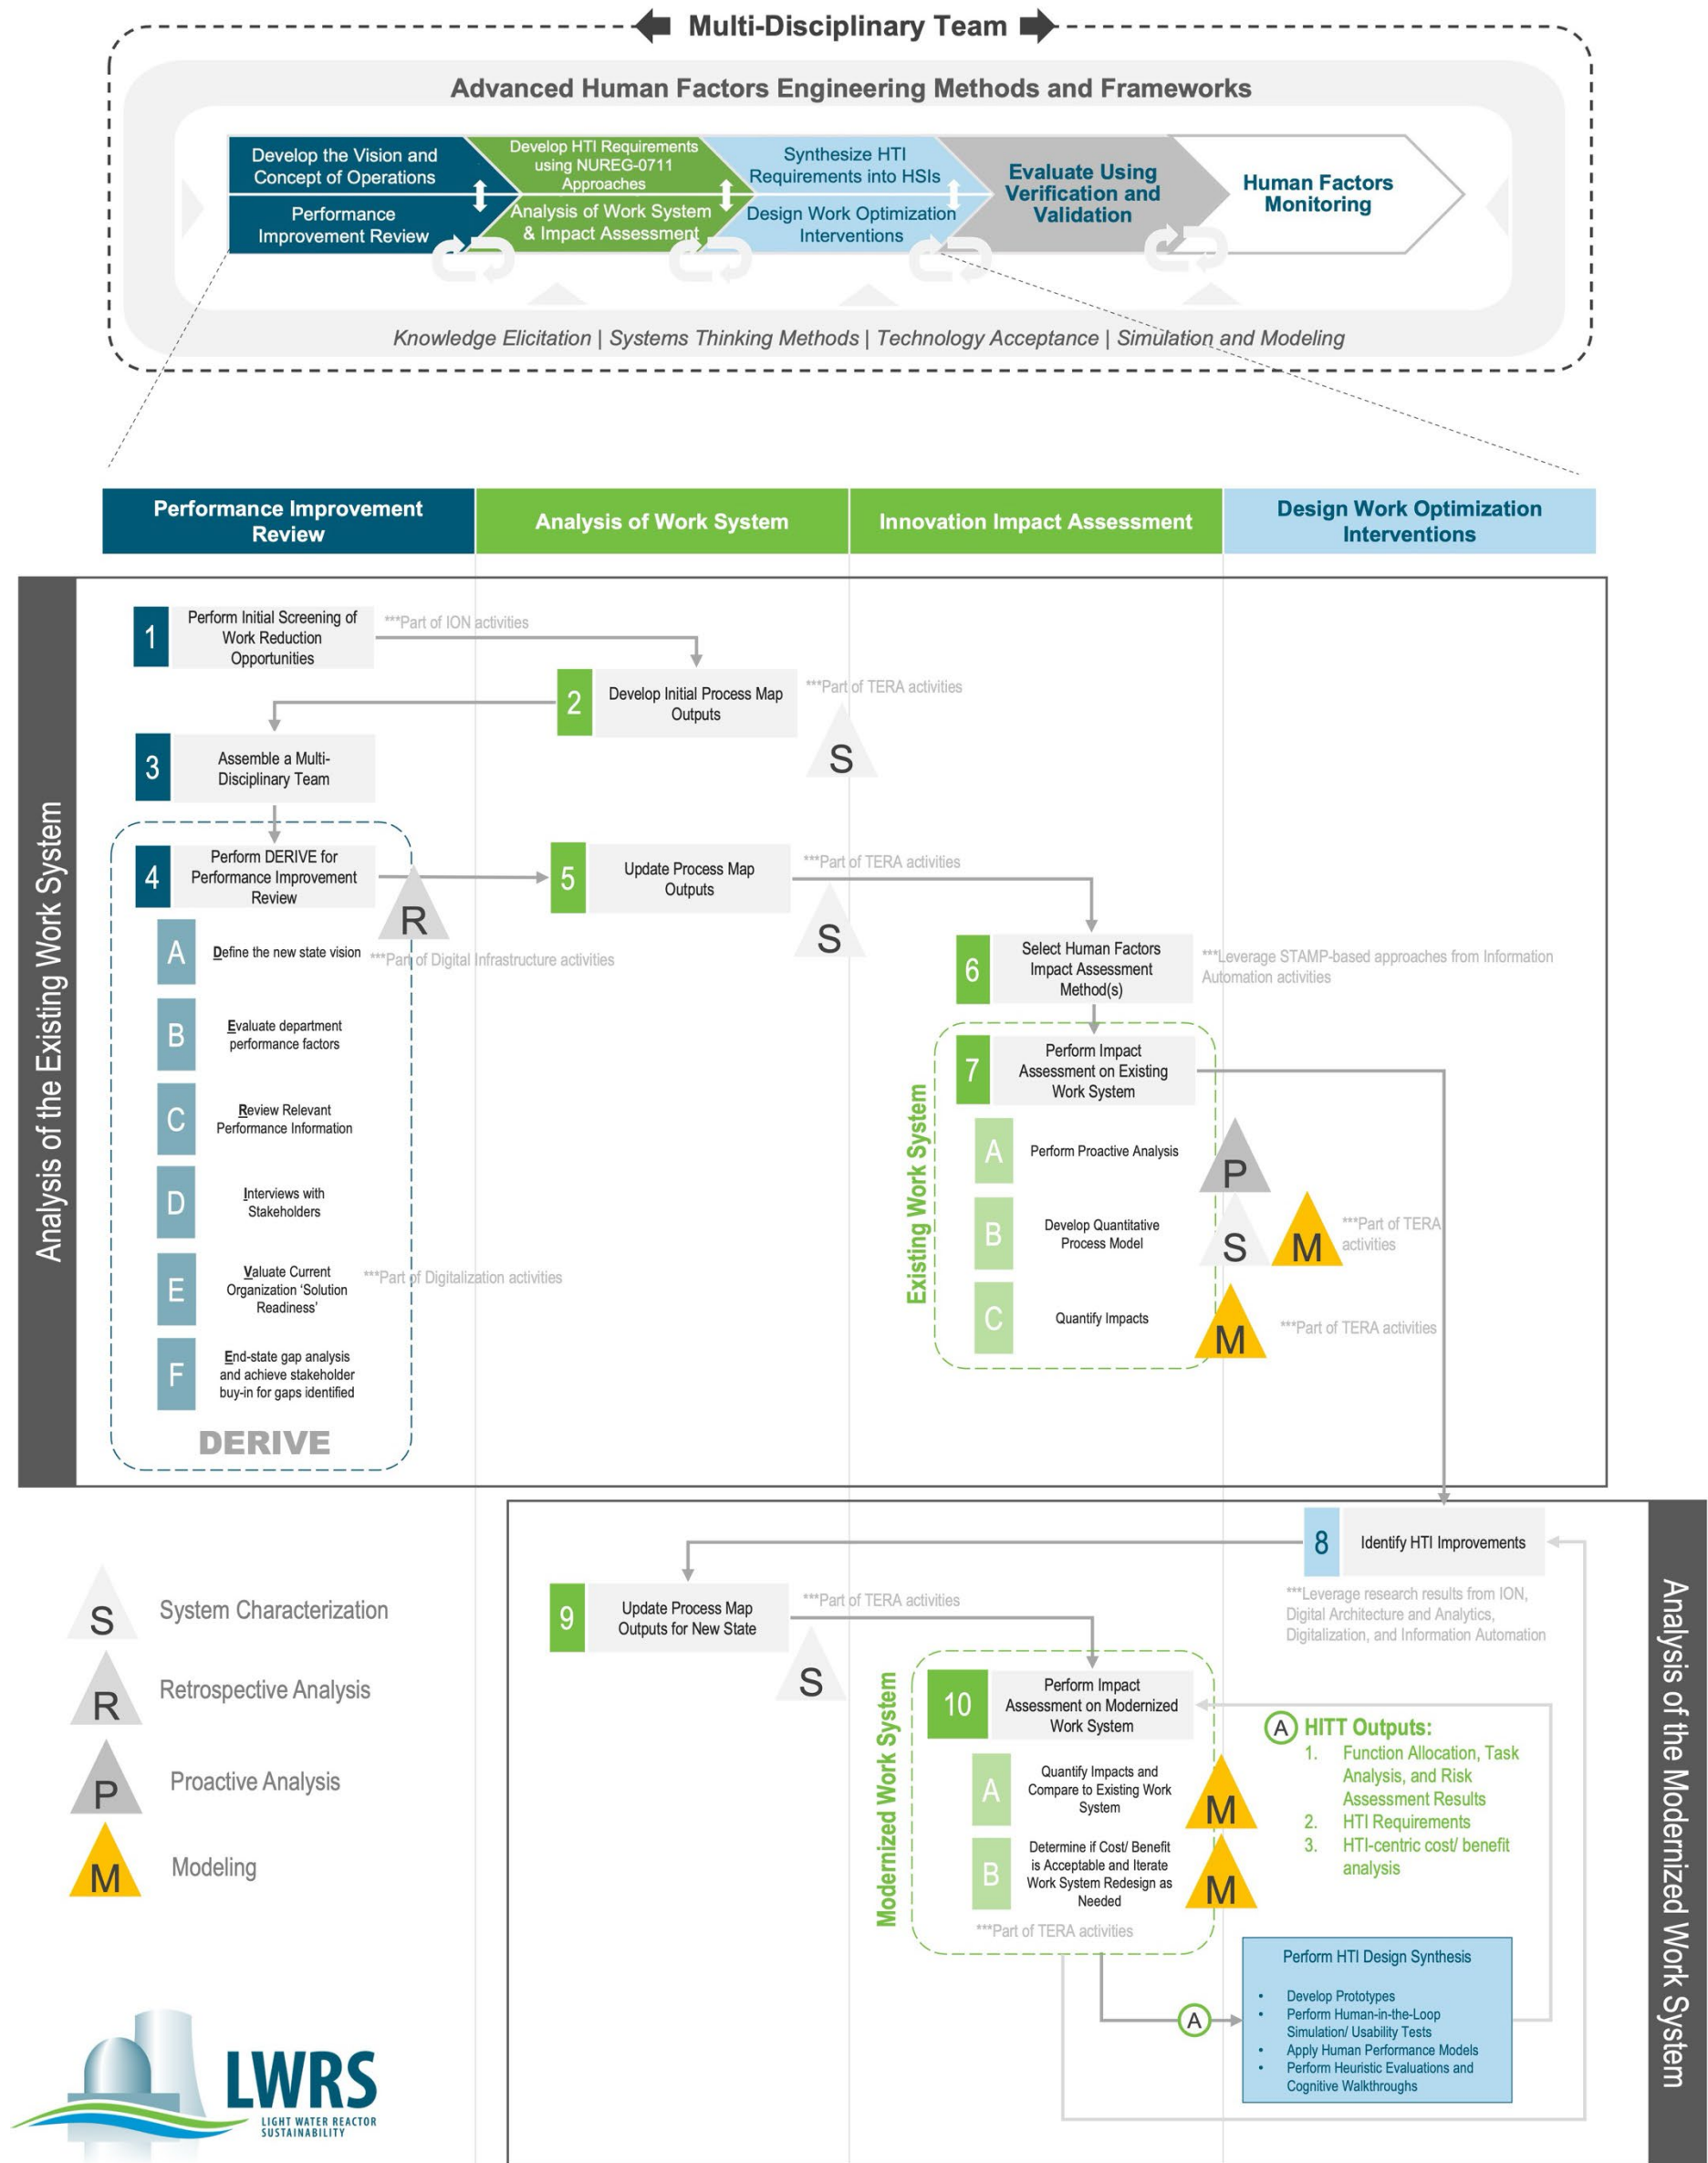 Multi-Disciplinary Team
Advanced Human Factors Engineering Methods and Frameworks
Develop the Vision and
Concept of Operations
Performance
Improvement Review
Develop HTI Requirements
using NUREG-0711
Approaches
Analysis of Work System
& Impact Assessment
Synthesize HTI
Requirements into HSIs
Design Work Optimization
Interventions
Evaluate Using
Verification and
Validation
Human Factors
Monitoring
Knowledge Elicitation | Systems Thinking Methods | Technology Acceptance | Simulation and Modeling
Performance Improvement
Review
Analysis of Work System
Innovation Impact Assessment
Design Work Optimization
Interventions
Analysis of the Existing Work System
1
Perform Initial Screening of
Work Reduction
Opportunities
***Part of ION activities
2
Develop Initial Process Map
Outputs
***Part of TERA activities
S
3
Assemble a Multi-
Disciplinary Team
4
Perform DERIVE for
Performance Improvement
Review
R
A
Define the new state vision
***Part of Digital Infrastructure activities
B
Evaluate department
performance factors
C
Review Relevant
Performance Information
D
Interviews with
Stakeholders
E
Valuate Current
Organization 'Solution
Readiness'
***Part of Digitalization activities
F
End-state gap analysis
and achieve stakeholder
buy-in for gaps identified
DERIVE
5
Update Process Map
Outputs
***Part of TERA activities
S
6
Select Human Factors
Impact Assessment
Method(s)
***Leverage STAMP-based approaches from Information
Automation activities
Existing Work System
7
Perform Impact
Assessment on Existing
Work System
A
Perform Proactive Analysis
P
B
Develop Quantitative
Process Model
S
M
***Part of TERA
activities
C
Quantify Impacts
M
***Part of TERA activities
Analysis of the Modernized Work System
8
Identify HTI Improvements
***Leverage research results from ION,
Digital Architecture and Analytics,
Digitalization, and Information Automation
9
Update Process Map
Outputs for New State
***Part of TERA activities
S
Modernized Work System
10
Perform Impact
Assessment on Modernized
Work System
A
Quantify Impacts and
Compare to Existing Work
System
M
B
Determine if Cost/ Benefit
is Acceptable and Iterate
Work System Redesign as
Needed
M
***Part of TERA activities
A HITT Outputs:
1. Function Allocation, Task
Analysis, and Risk
Assessment Results
2. HTI Requirements
3. HTI-centric cost/ benefit
analysis
A
Perform HTI Design Synthesis
• Develop Prototypes
• Perform Human-in-the-Loop
Simulation/ Usability Tests
• Apply Human Performance Models
• Perform Heuristic Evaluations and
Cognitive Walkthroughs
S System Characterization
R Retrospective Analysis
P Proactive Analysis
M Modeling
LWRS
LIGHT WATER REACTOR
SUSTAINABILITY